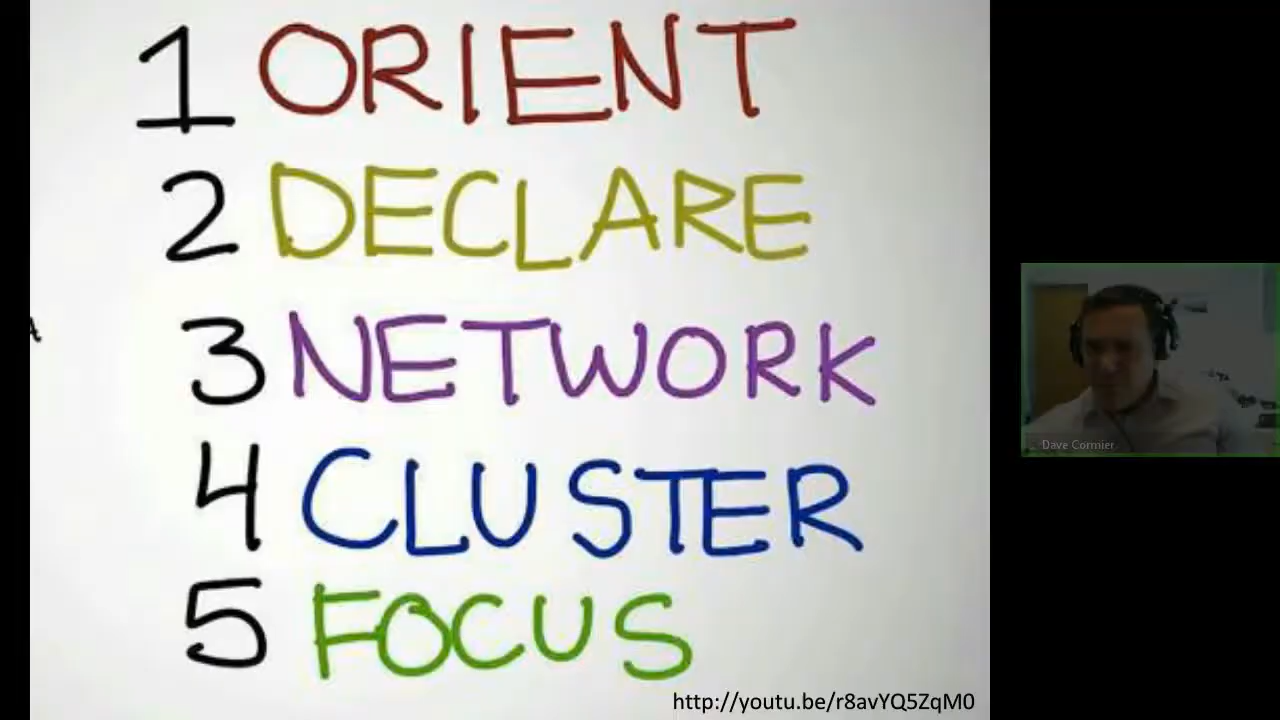 1 ORIENT
2 DECLARE
3 NETWORK
4 CLUSTER
5 FOCUS
http://youtu.be/r8avYQ5ZqM0
Dave Cormier